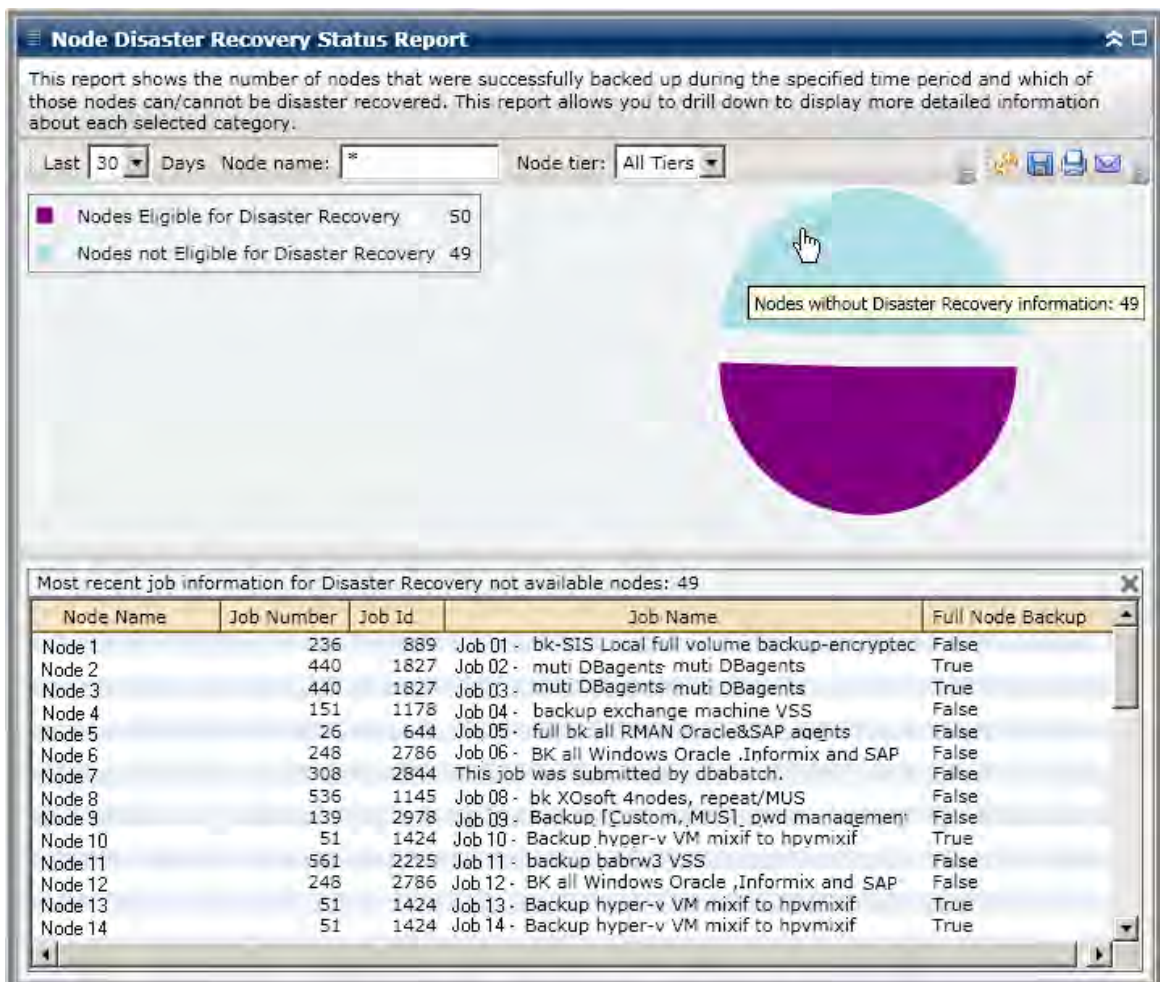 Node Disaster Recovery Status Report
This report shows the number of nodes that were successfully backed up during the specified time period and which of
those nodes can/cannot be disaster recovered. This report allows you to drill down to display more detailed information
about each selected category.
Last 30 Days Node name: * Node tier: All Tiers
Nodes Eligible for Disaster Recovery 50
Nodes not Eligible for Disaster Recovery 49
Nodes without Disaster Recovery information: 49
Most recent job information for Disaster Recovery not available nodes: 49
Node Name Job Number Job Id Job Name Full Node Backup
Node 1 236 889 Job 01 - bk-SIS Local full volume backup-encryptec False
Node 2 440 1827 Job 02 - muti DBagents muti DBagents True
Node 3 440 1827 Job 03 - muti DBagents muti DBagents True
Node 4 151 1178 Job 04 - backup exchange machine VSS False
Node 5 26 644 Job 05 - full bk all RMAN Oracle&SAP agents False
Node 6 248 2786 Job 06 - BK all Windows Oracle ,Informix and SAP False
Node 7 308 2844 This job was submitted by dbabatch. False
Node 8 536 1145 Job 08 - bk XOsoft 4nodes, repeat/MUS False
Node 9 139 2978 Job 09 - Backup [Custom, MUS] pwd managemen False
Node 10 51 1424 Job 10 - Backup hyper-v VM mixif to hpvmixif True
Node 11 561 2225 Job 11 - backup babrw3 VSS False
Node 12 248 2786 Job 12 - BK all Windows Oracle ,Informix and SAP False
Node 13 51 1424 Job 13 - Backup hyper-v VM mixif to hpvmixif True
Node 14 51 1424 Job 14 - Backup hyper-v VM mixif to hpvmixif True